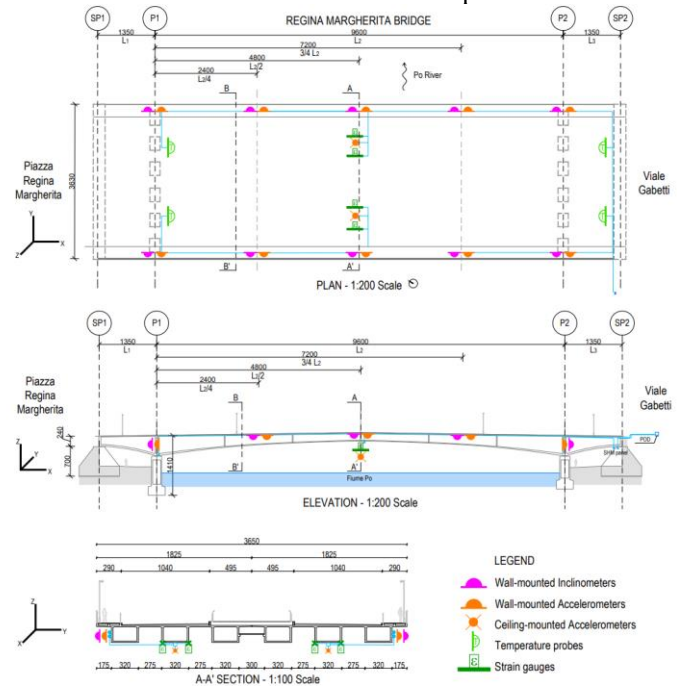 REGINA MARGHERITA BRIDGE
SP1 P1 P2 SP2
1350 9600 1350
L1 L2 L3
7200
3/4 L2
4800
L2/2
2400
L2/4
Po River
B A
Piazza
Regina
Margherita
3630
Viale
Gabetti
Y
Z X
B' A'
PLAN - 1:200 Scale
SP1 P1 P2 SP2
1350 9600 1350
L1 L2 L3
7200
3/4 L2
4800
L2/2
2400
L2/4
Piazza
Regina
Margherita
B A
Viale
Gabetti
240
700
1410
POD
SHM panel
Z
Y
X
B' A'
Fiume Po
ELEVATION - 1:200 Scale
3650
1825 1825
290 1040 495 495 1040 290
Z
X Y
175 320 275 320 275 320 300 320 275 320 275 320 175
A-A' SECTION - 1:100 Scale
LEGEND
Wall-mounted Inclinometers
Wall-mounted Accelerometers
Ceiling-mounted Accelerometers
Temperature probes
Strain gauges